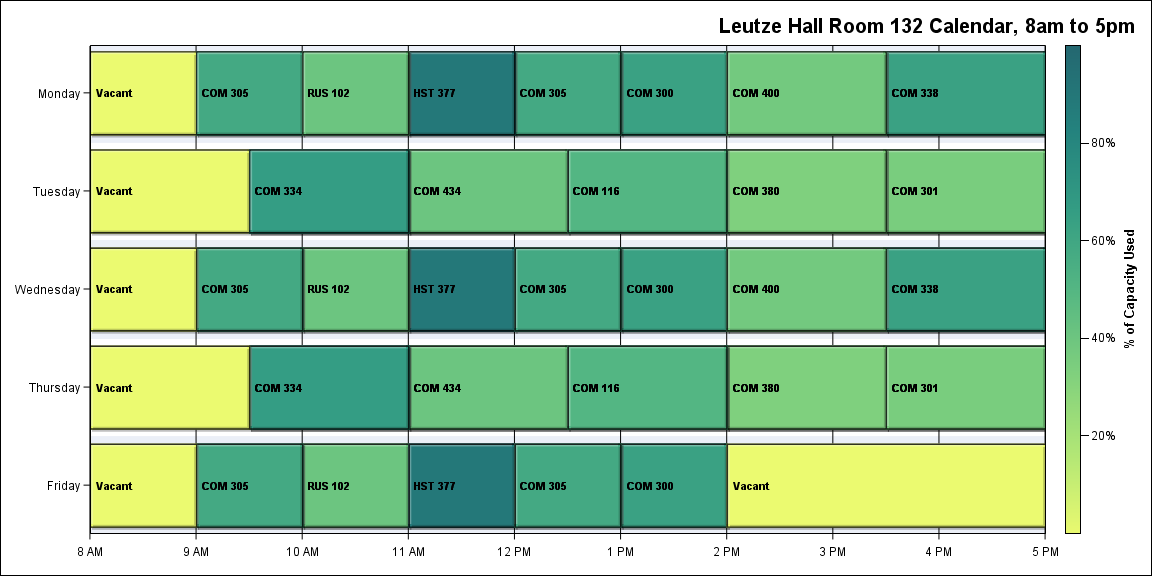 Leutze Hall Room 132 Calendar, 8am to 5pm
Monday
Vacant
COM 305
RUS 102
HST 377
COM 305
COM 300
COM 400
COM 338
Tuesday
Vacant
COM 334
COM 434
COM 116
COM 380
COM 301
Wednesday
Vacant
COM 305
RUS 102
HST 377
COM 305
COM 300
COM 400
COM 338
Thursday
Vacant
COM 334
COM 434
COM 116
COM 380
COM 301
Friday
Vacant
COM 305
RUS 102
HST 377
COM 305
COM 300
Vacant
8 AM
9 AM
10 AM
11 AM
12 PM
1 PM
2 PM
3 PM
4 PM
5 PM
80%
60%
40%
20%
% of Capacity Used